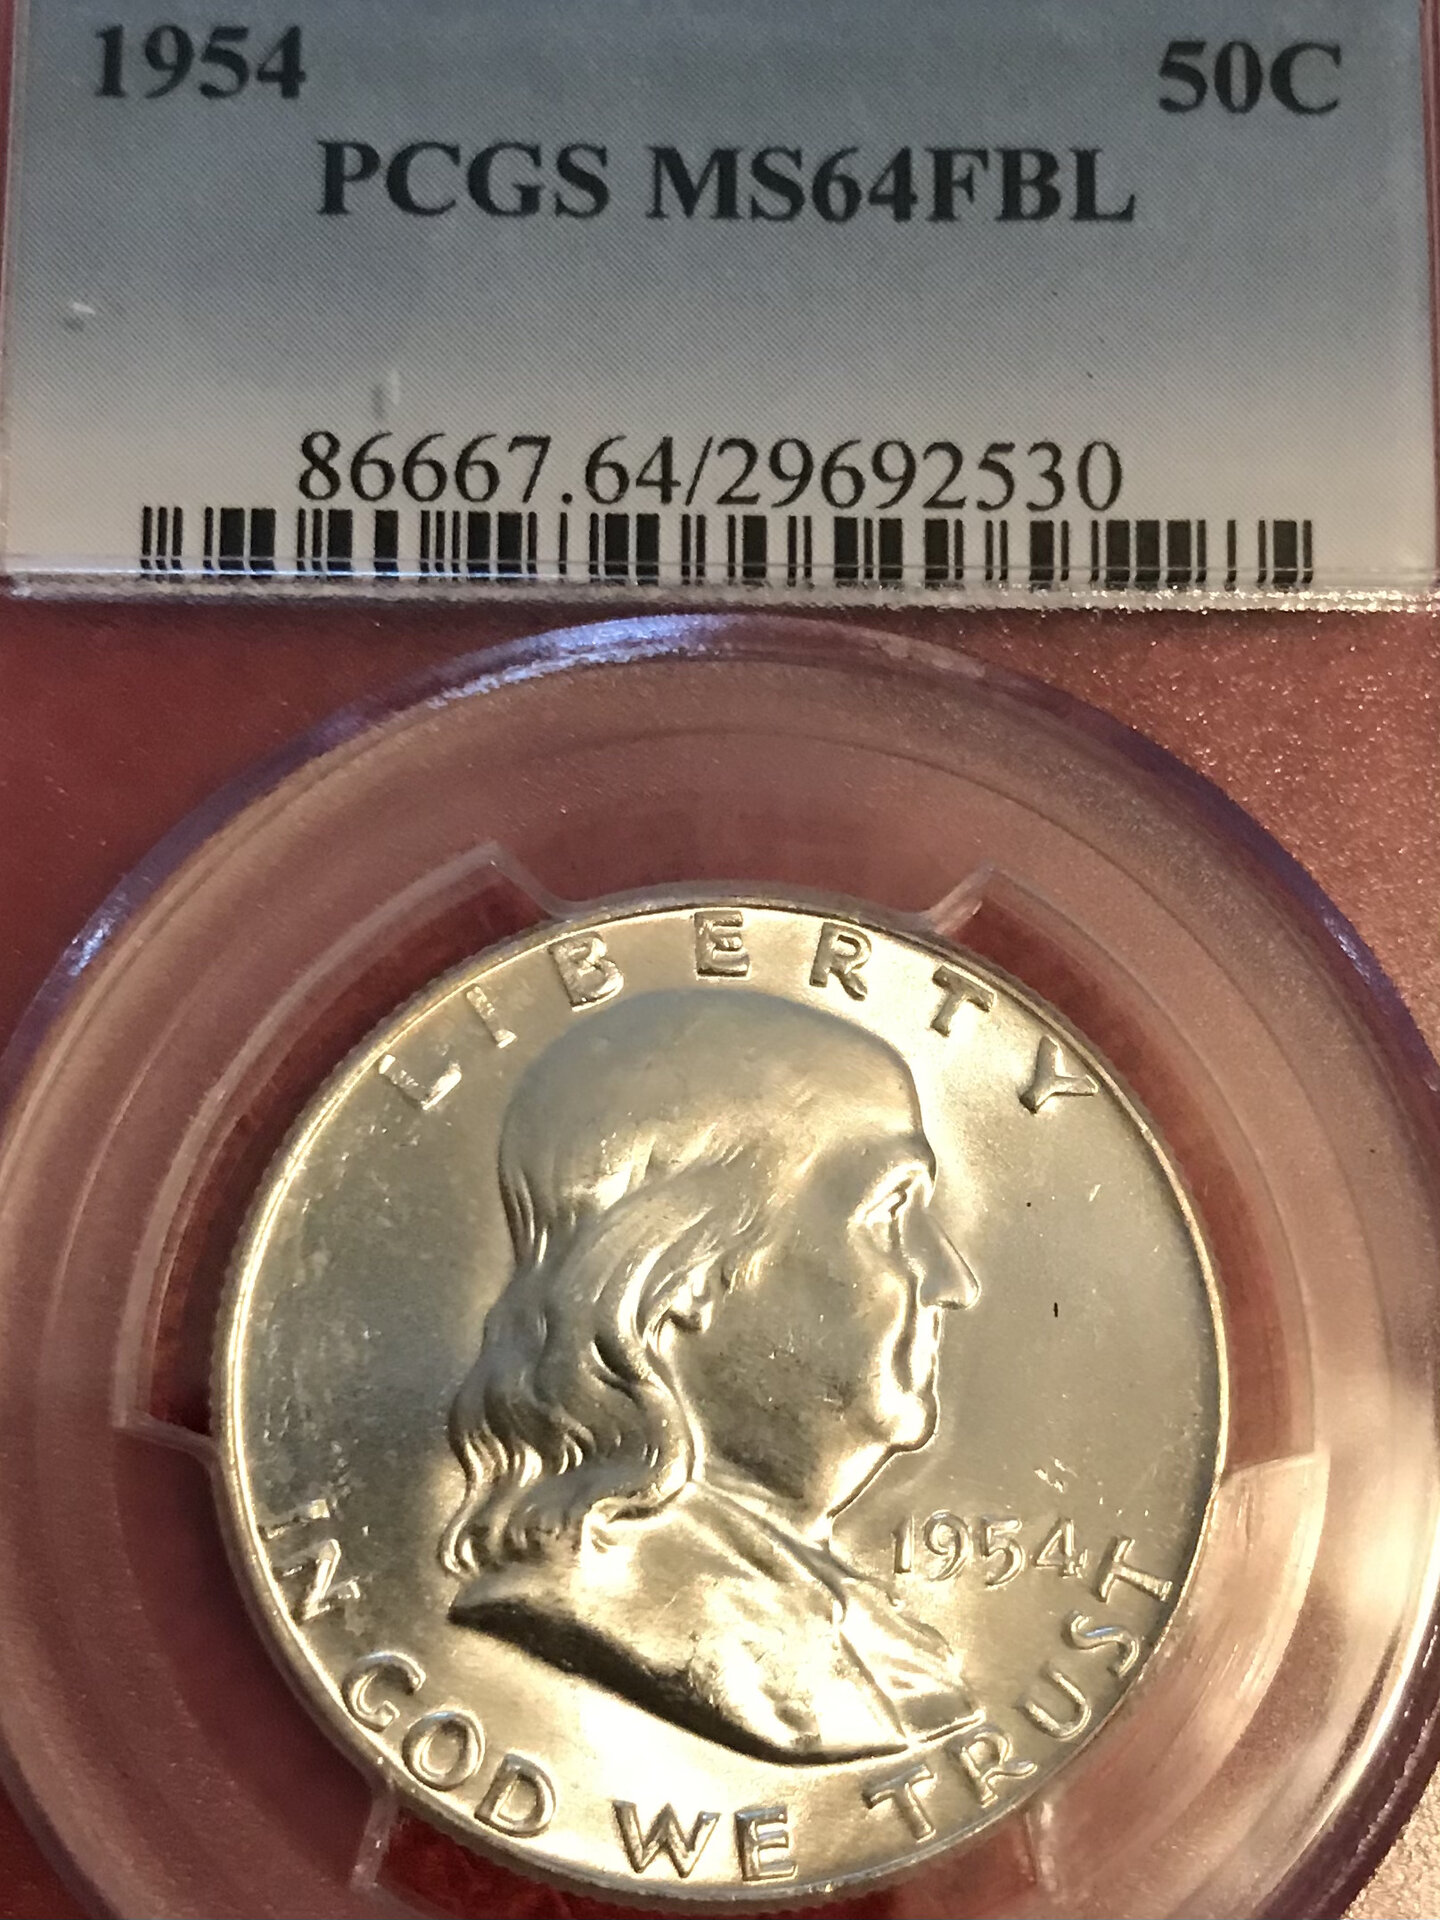 1954 50C
PCGS MS64FBL
86667.64/29692530
LIBERTY
1954
IN GOD WE TRUST